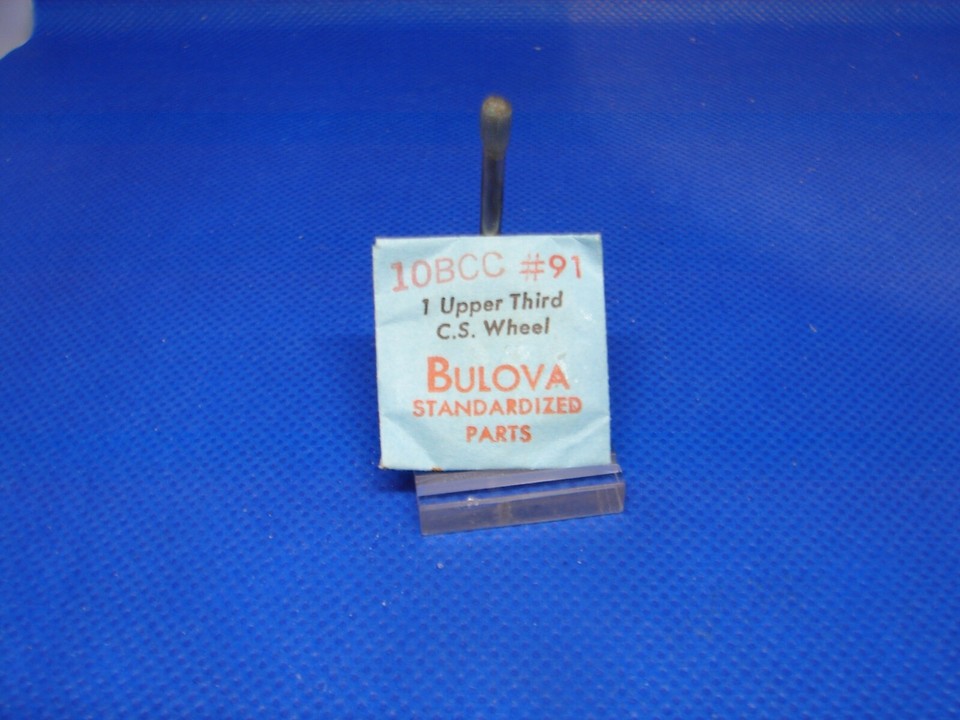 10BCC #91
1 Upper Third
C.S. Wheel
BULOVA
STANDARDIZED
PARTS